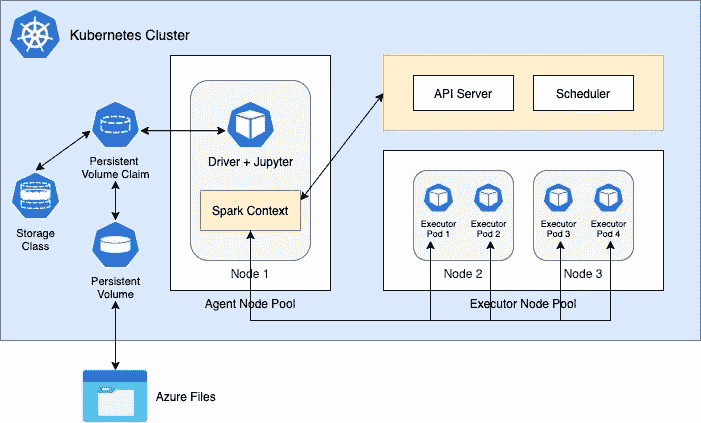 Kubernetes Cluster
Persistent
Volume Claim
Storage
Class
Persistent
Volume
Driver + Jupyter
Spark Context
Node 1
Agent Node Pool
API Server
Scheduler
Executor
Pod 1
Executor
Pod 2
Executor
Pod 3
Executor
Pod 4
Node 2
Node 3
Executor Node Pool
Azure Files